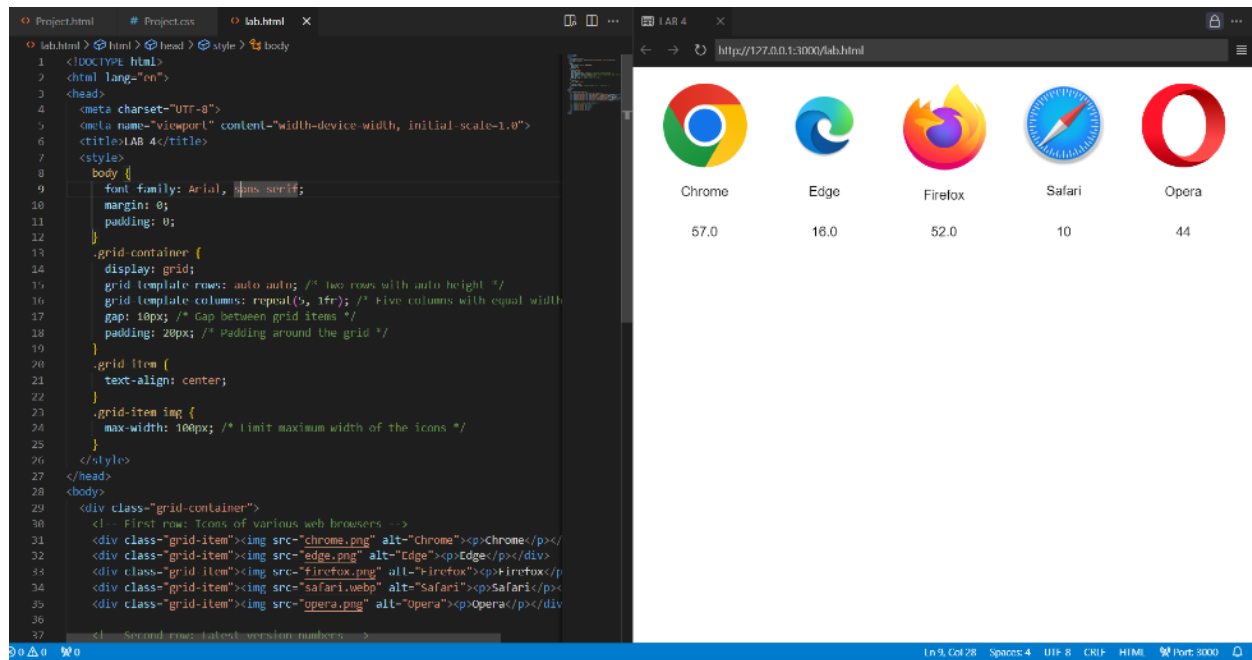 Project.html
# Project.css
lab.html
lab.html > html > head > style > body
1 <!DOCTYPE html>
2 <html lang="en">
3 <head>
4 <meta charset="UTF-8">
5 <meta name="viewport" content="width=device-width, initial-scale=1.0">
6 <title>LAB 4</title>
7 <style>
8 body {
9 font-family: Arial, sans-serif;
10 margin: 0;
11 padding: 0;
12 }
13 .grid-container {
14 display: grid;
15 grid-template-rows: auto auto; /* Two rows with auto height */
16 grid-template-columns: repeat(5, 1fr); /* Five columns with equal width
17 gap: 10px; /* Gap between grid items */
18 padding: 20px; /* Padding around the grid */
19 }
20 .grid-item {
21 text-align: center;
22 }
23 .grid-item img {
24 max-width: 100px; /* Limit maximum width of the icons */
25 }
26 </style>
27 </head>
28 <body>
29 <div class="grid-container">
30 <!-- First row: Icons of various web browsers -->
31 <div class="grid-item"><img src="chrome.png" alt="Chrome"><p>Chrome</p></
32 <div class="grid-item"><img src="edge.png" alt="Edge"><p>Edge</p></div>
33 <div class="grid-item"><img src="firefox.png" alt="Firefox"><p>Firefox</p
34 <div class="grid-item"><img src="safari.webp" alt="Safari"><p>Safari</p><
35 <div class="grid-item"><img src="opera.png" alt="Opera"><p>Opera</p></div
36
37 <!-- Second row: Latest version numbers -->
LAB 4
http://127.0.0.1:3000/lab.html
Chrome Edge Firefox Safari Opera
57.0 16.0 52.0 10 44
0 0 0 Ln 9, Col 28 Spaces: 4 UTF-8 CRLF HTML Port: 3000